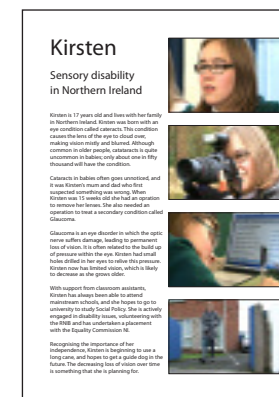 Kirsten
Sensory disability
in Northern Ireland
Kirsten is 17 years old and lives with her family
in Northern Ireland. Kirsten was born with an
eye condition called cateracts. This condition
causes the lens of the eye to cloud over,
making vision mistly and blurred. Although
common in older people, catataracts is quite
uncommon in babies; only about one in fifty
thousand will have the condition.
Cataracts in babies often goes unnoticed, and
it was Kirsten's mum and dad who first
suspected something was wrong. When
Kirsten was 15 weeks old she had an opration
to remove her lenses. She also needed an
operation to treat a secondary condition called
Glaucoma.
Glaucoma is an eye disorder in which the optic
nerve suffers damage, leading to permanent
loss of vision. It is often related to the build up
of pressure within the eye. Kirsten had small
holes drilled in her eyes to relive this pressure.
Kirsten now has limited vision, which is likely
to decrease as she grows older.
With support from classroom assistants,
Kirsten has always been able to attend
mainstream schools, and she hopes to go to
university to study Social Policy. She is actively
engaged in disability issues, volunteering with
the RNIB and has undertaken a placement
with the Equality Commission NI.
Recognising the importance of her
independence, Kirsten is beginning to use a
long cane, and hopes to get a guide dog in the
future. The decreasing loss of vision over time
is something that she is planning for.